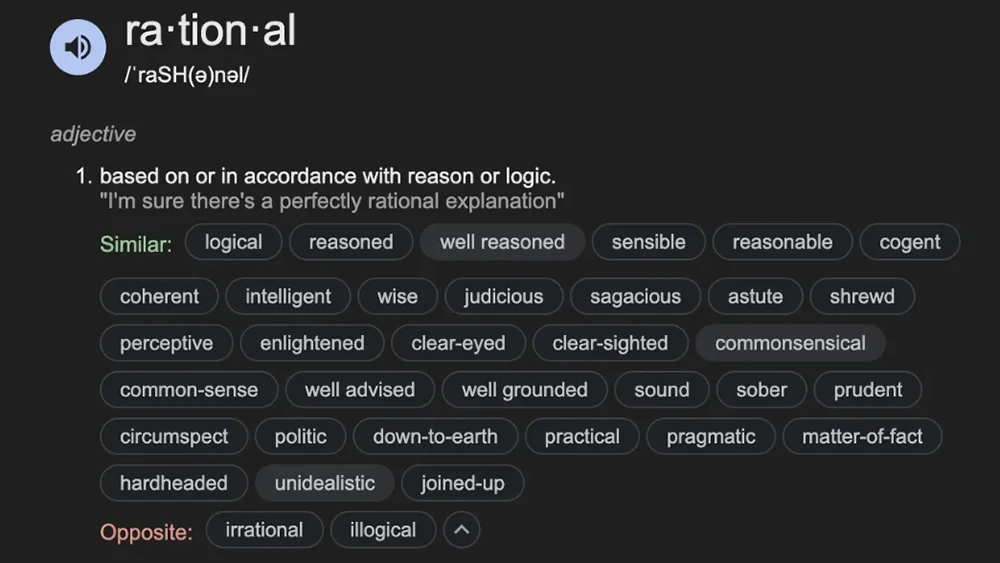 ra·tion·al
/ˈraSH(ə)nəl/
adjective
1. based on or in accordance with reason or logic.
"I'm sure there's a perfectly rational explanation"
Similar: logical reasoned well reasoned sensible reasonable cogent
coherent intelligent wise judicious sagacious astute shrewd
perceptive enlightened clear-eyed clear-sighted commonsensical
common-sense well advised well grounded sound sober prudent
circumspect politic down-to-earth practical pragmatic matter-of-fact
hardheaded unidealistic joined-up
Opposite: irrational illogical